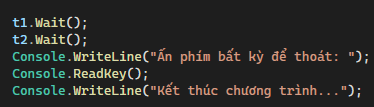 t1.Wait();
t2.Wait();
Console.WriteLine("Ấn phím bất kỳ để thoát: ");
Console.ReadKey();
Console.WriteLine("Kết thúc chương trình...");